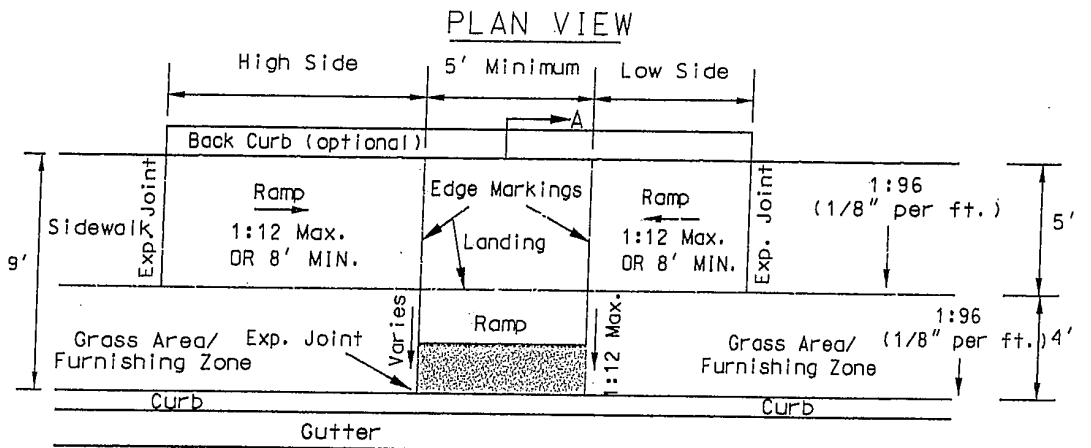 PLAN VIEW
High Side
5' Minimum
Low Side
A
Back Curb (optional)
Exp. Joint
Ramp
Edge Markings
Ramp
Exp. Joint
1:96
(1/8" per ft.)
5'
Sidewalk
1:12 Max.
OR 8' MIN.
Landing
1:12 Max.
OR 8' MIN.
9'
Varies
Ramp
1:12 Max.
1:96
Grass Area/
Furnishing Zone
Exp. Joint
Grass Area/
Furnishing Zone
(1/8" per ft.)
4'
Curb
Curb
Gutter